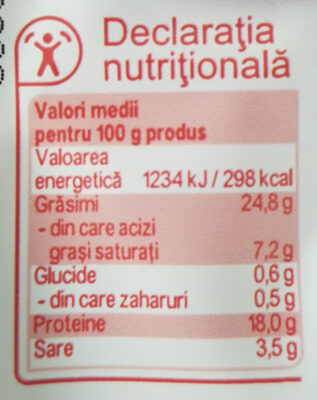 Declaraţia
nutriţională
Valori medii
pentru 100 g produs
Valoarea
energetică 1234 kJ / 298 kcal
Grăsimi 24,8 g
- din care acizi
graşi saturaţi 7,2 g
Glucide 0,6 g
- din care zaharuri 0,5 g
Proteine 18,0 g
Sare 3,5 g